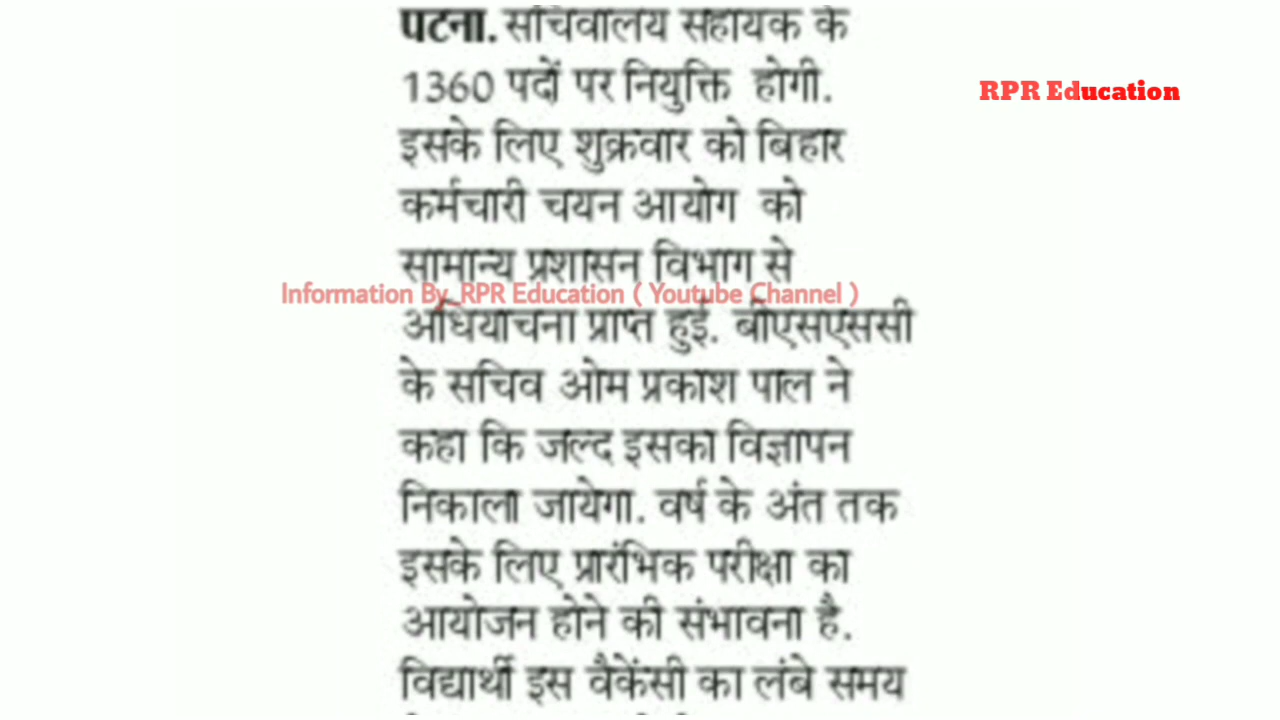 पटना. सचिवालय सहायक के
1360 पदों पर नियुक्ति होगी.
RPR Education
इसके लिए शुक्रवार को बिहार
कर्मचारी चयन आयोग को
सामान्य प्रशासन विभाग से
Information By_RPR Education ( Youtube Channel )
अधियाचना प्राप्त हुई. बीएसएससी
के सचिव ओम प्रकाश पाल ने
कहा कि जल्द इसका विज्ञापन
निकाला जायेगा. वर्ष के अंत तक
इसके लिए प्रारंभिक परीक्षा का
आयोजन होने की संभावना है.
विद्यार्थी इस वैकेंसी का लंबे समय